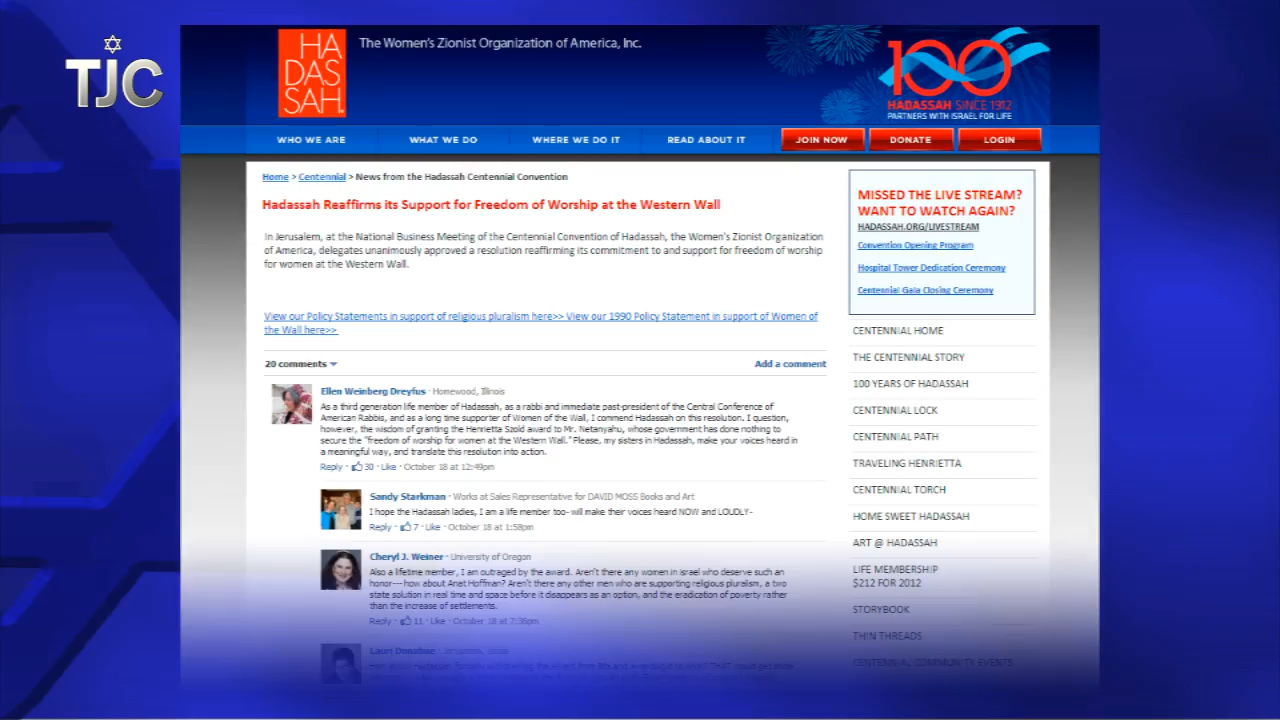 TJC
HA
DAS
SAH.
The Women's Zionist Organization of America, Inc.
100
HADASSAH SINCE 1912
PARTNERS WITH ISRAEL FOR LIFE
WHO WE ARE
WHAT WE DO
WHERE WE DO IT
READ ABOUT IT
JOIN NOW
DONATE
LOGIN
Home > Centennial > News from the Hadassah Centennial Convention
Hadassah Reaffirms its Support for Freedom of Worship at the Western Wall
In Jerusalem, at the National Business Meeting of the Centennial Convention of Hadassah, the Women's Zionist Organization
of America, delegates unanimously approved a resolution reaffirming its commitment to and support for freedom of worship
for women at the Western Wall.
View our Policy Statements in support of religious pluralism here>> View our 1990 Policy Statement in support of Women of
the Wall here>>
20 comments
Add a comment
Ellen Weinberg Dreyfus · Homewood, Illinois
As a third generation life member of Hadassah, as a rabbi and immediate past-president of the Central Conference of
American Rabbis, and as a long time supporter of Women of the Wall, I commend Hadassah on this resolution. I question,
however, the wisdom of granting the Henrietta Szold award to Mr. Netanyahu, whose government has done nothing to
secure the "freedom of worship for women at the Western Wall." Please, my sisters in Hadassah, make your voices heard in
a meaningful way, and translate this resolution into action.
Reply · 30 · Like · October 18 at 12:49pm
Sandy Starkman · Works at Sales Representative for DAVID MOSS Books and Art
I hope the Hadassah ladies, I am a life member too- will make their voices heard NOW and LOUDLY-
Reply · 7 · Like · October 18 at 1:58pm
Cheryl J. Weiner · University of Oregon
Also a lifetime member, I am outraged by the award. Aren't there any women in israel who deserve such an
honor--- how about Anat Hoffman? Aren't there any other men who are supporting religious pluralism, a two
state solution in real time and space before it disappears as an option, and the eradication of poverty rather
than the increase of settlements.
Reply · 11 · Like · October 18 at 7:36pm
MISSED THE LIVE STREAM?
WANT TO WATCH AGAIN?
HADASSAH.ORG/LIVESTREAM
Convention Opening Program
Hospital Tower Dedication Ceremony
Centennial Gala Closing Ceremony
CENTENNIAL HOME
THE CENTENNIAL STORY
100 YEARS OF HADASSAH
CENTENNIAL LOCK
CENTENNIAL PATH
TRAVELING HENRIETTA
CENTENNIAL TORCH
HOME SWEET HADASSAH
ART @ HADASSAH
LIFE MEMBERSHIP
$212 FOR 2012
STORYBOOK
THIN THREADS
CENTENNIAL COMMUNITY EVENTS